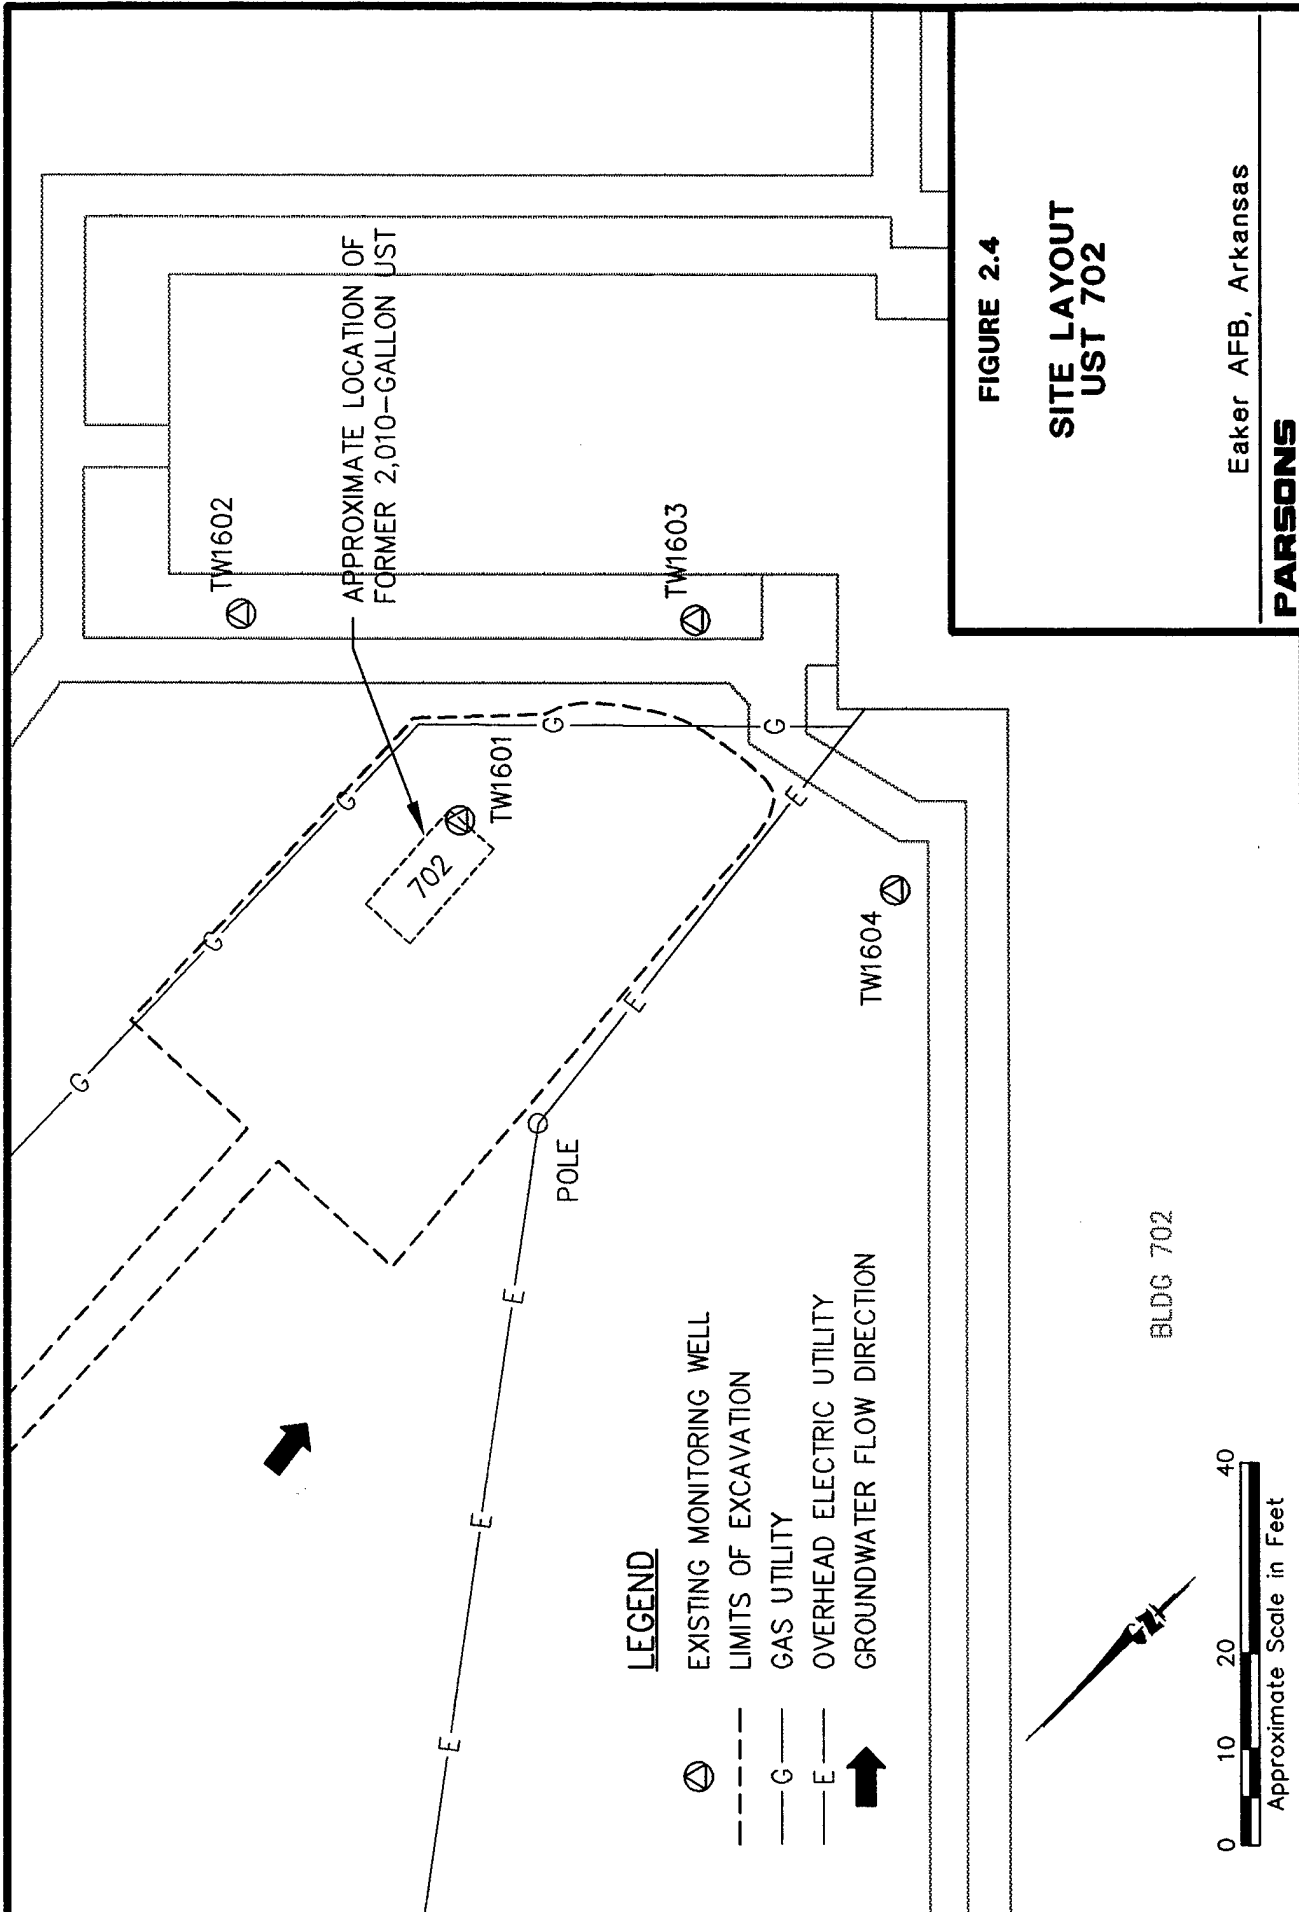 TW1602
APPROXIMATE LOCATION OF
FORMER 2,010-GALLON UST
TW1603
G
G
G
G
G
702
TW1601
E
E
E
E
E
POLE
TW1604
LEGEND
EXISTING MONITORING WELL
LIMITS OF EXCAVATION
G
GAS UTILITY
E
OVERHEAD ELECTRIC UTILITY
GROUNDWATER FLOW DIRECTION
BLDG 702
0 10 20 40
Approximate Scale in Feet
FIGURE 2.4
SITE LAYOUT
UST 702
Eaker AFB, Arkansas
PARSONS